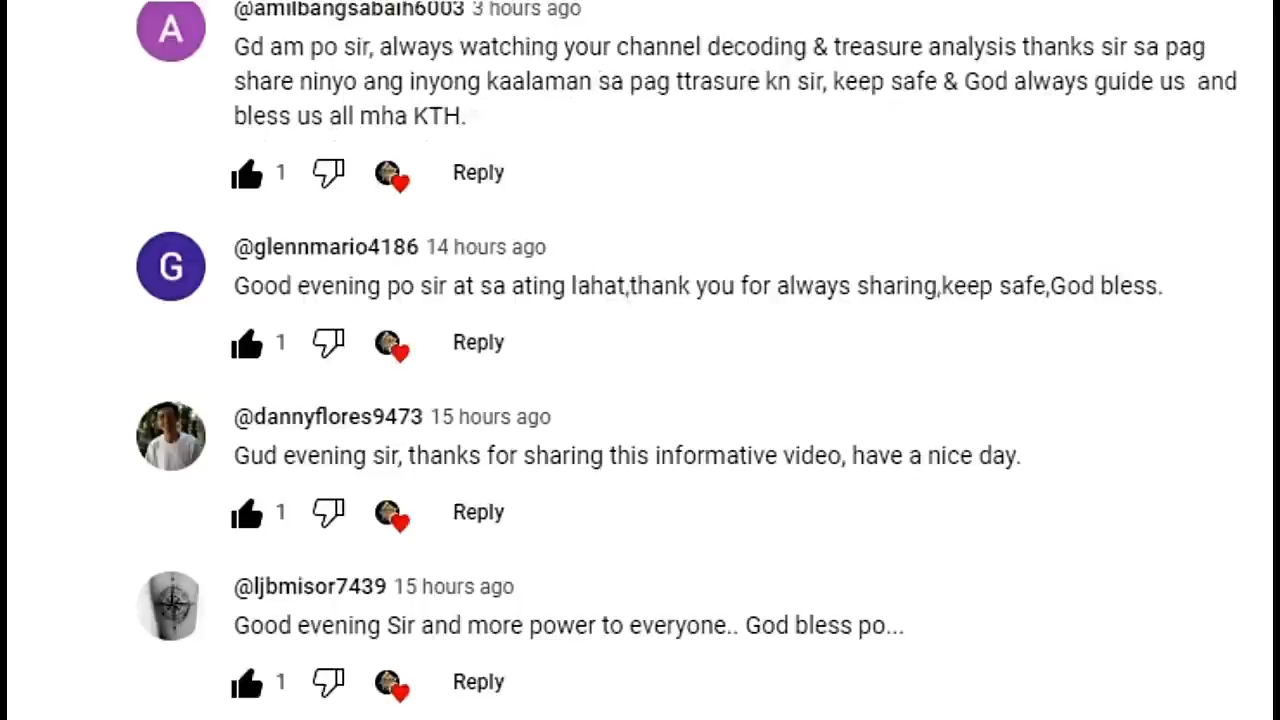 A
@amilbangsabaih6003 3 hours ago
Gd am po sir, always watching your channel decoding & treasure analysis thanks sir sa pag
share ninyo ang inyong kaalaman sa pag ttrasure kn sir, keep safe & God always guide us and
bless us all mha KTH.
1 Reply
G
@glennmario4186 14 hours ago
Good evening po sir at sa ating lahat,thank you for always sharing,keep safe,God bless.
1 Reply
@dannyflores9473 15 hours ago
Gud evening sir, thanks for sharing this informative video, have a nice day.
1 Reply
@ljbmisor7439 15 hours ago
Good evening Sir and more power to everyone.. God bless po...
1 Reply